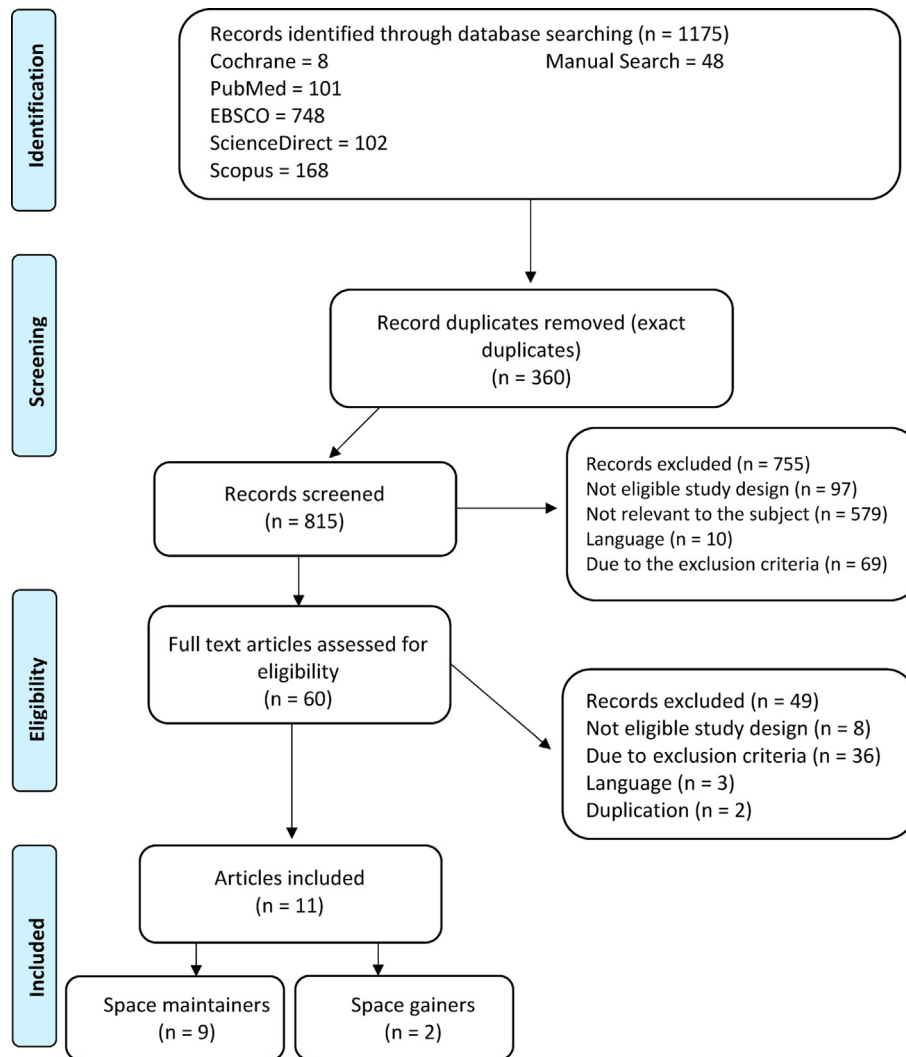 Identification
Records identified through database searching (n = 1175)
Cochrane = 8
Manual Search = 48
PubMed = 101
EBSCO = 748
ScienceDirect = 102
Scopus = 168
Screening
Record duplicates removed (exact
duplicates)
(n = 360)
Records screened
(n = 815)
Records excluded (n = 755)
Not eligible study design (n = 97)
Not relevant to the subject (n = 579)
Language (n = 10)
Due to the exclusion criteria (n = 69)
Eligibility
Full text articles assessed for
eligibility
(n = 60)
Records excluded (n = 49)
Not eligible study design (n = 8)
Due to exclusion criteria (n = 36)
Language (n = 3)
Duplication (n = 2)
Included
Articles included
(n = 11)
Space maintainers
(n = 9)
Space gainers
(n = 2)